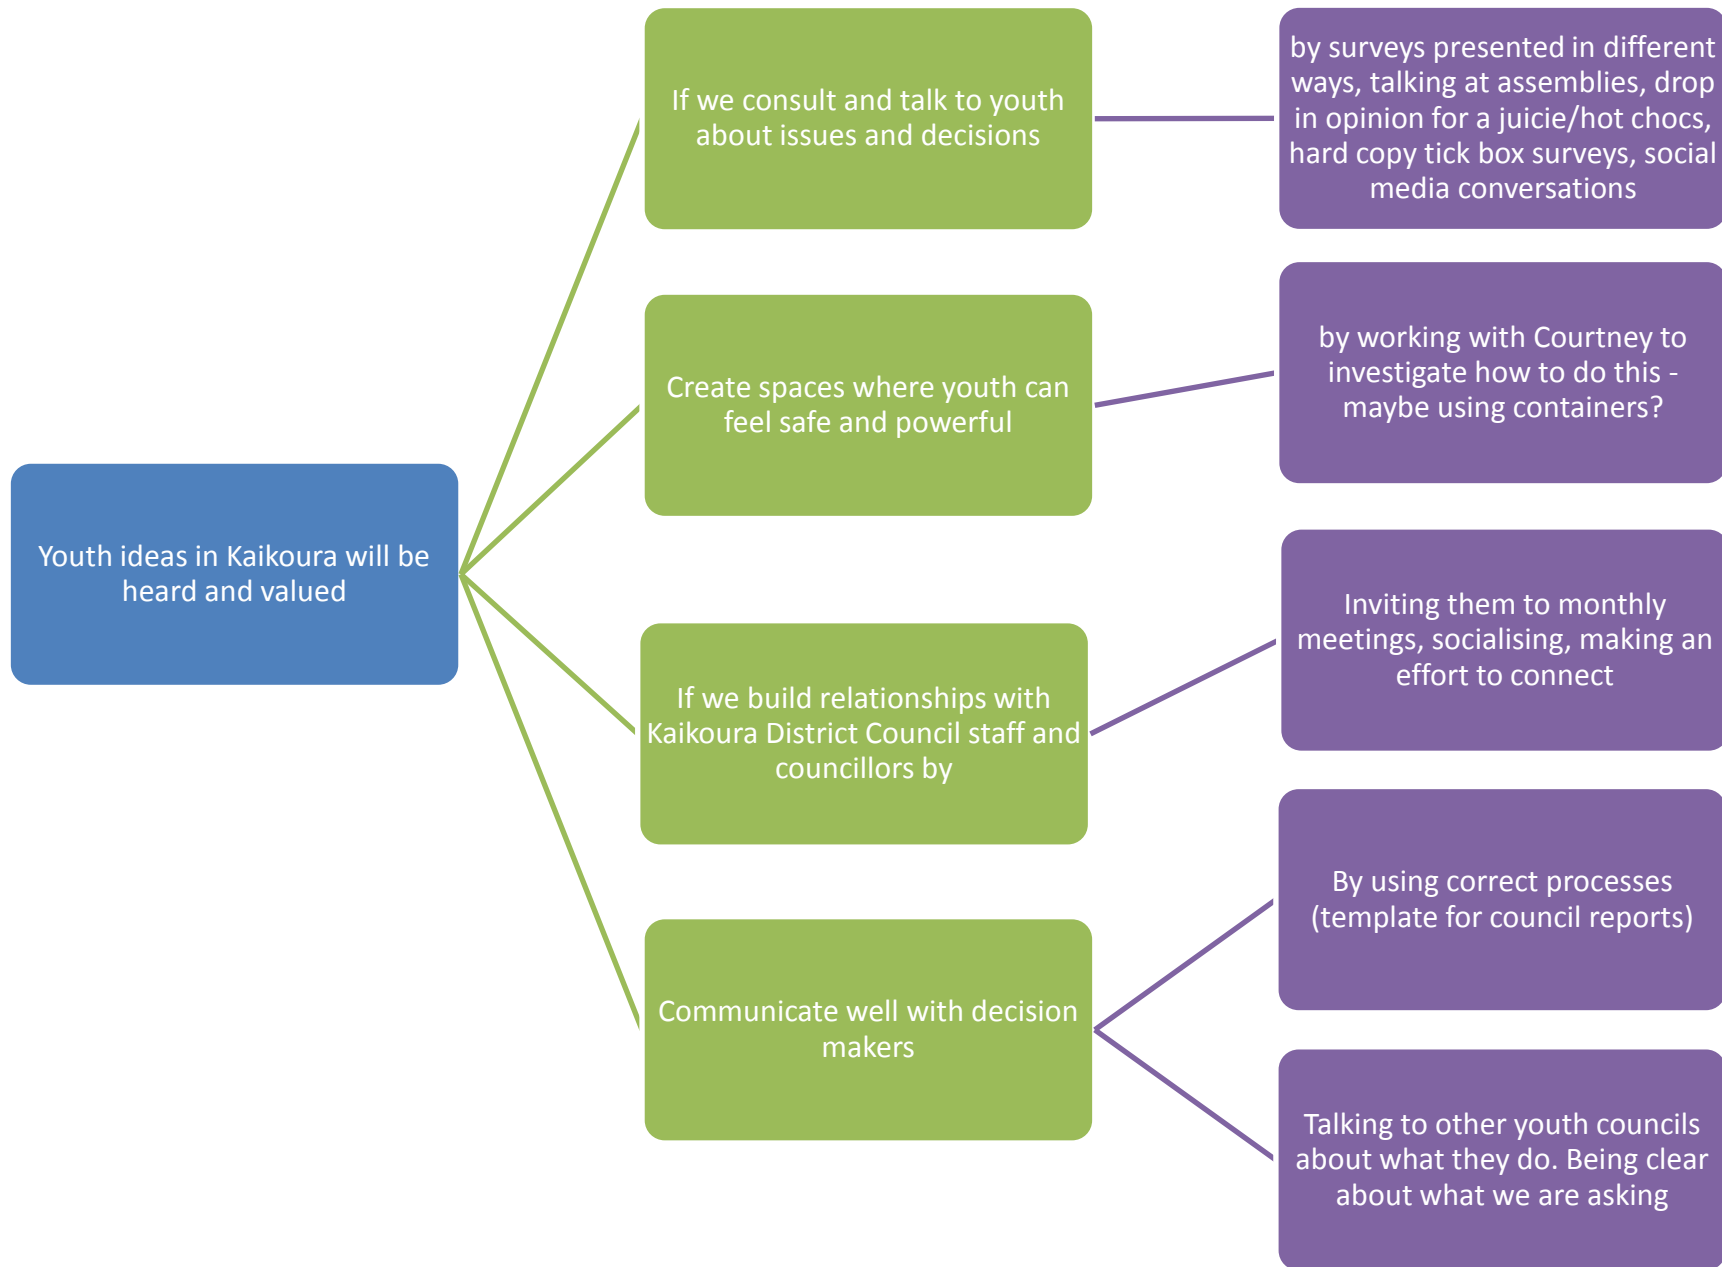 Youth ideas in Kaikoura will be
heard and valued
If we consult and talk to youth
about issues and decisions
by surveys presented in different
ways, talking at assemblies, drop
in opinion for a juicie/hot chocs,
hard copy tick box surveys, social
media conversations
Create spaces where youth can
feel safe and powerful
by working with Courtney to
investigate how to do this -
maybe using containers?
If we build relationships with
Kaikoura District Council staff and
councillors by
Inviting them to monthly
meetings, socialising, making an
effort to connect
Communicate well with decision
makers
By using correct processes
(template for council reports)
Talking to other youth councils
about what they do. Being clear
about what we are asking